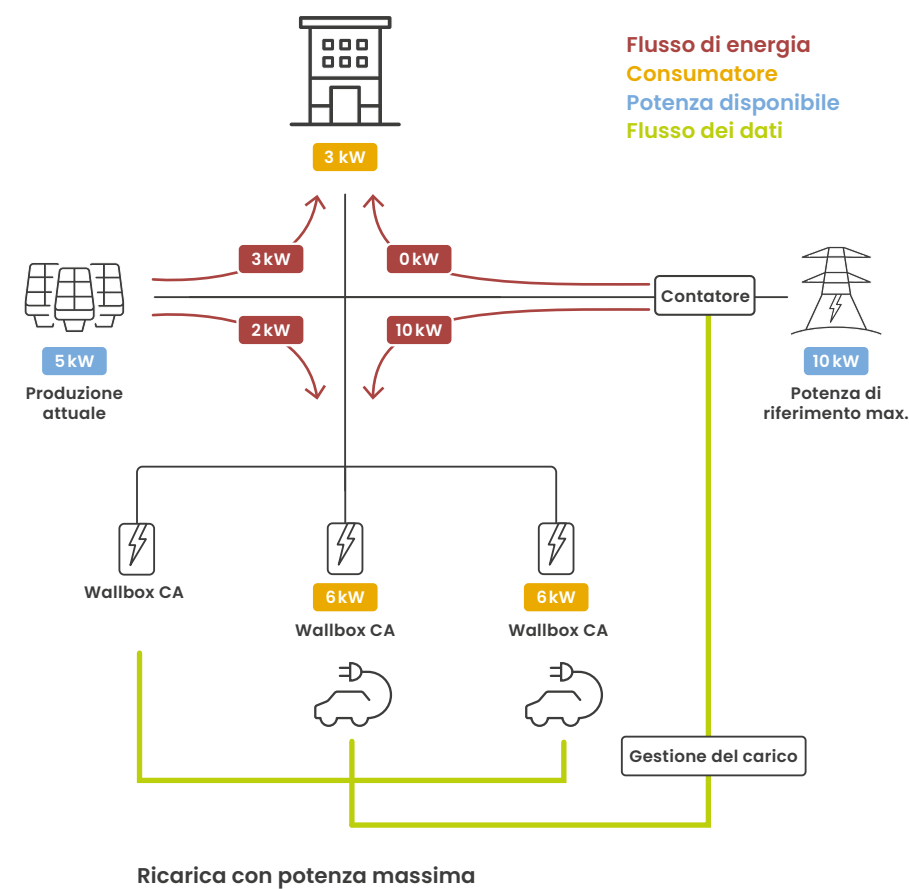 Flusso di energia
Consumatore
Potenza disponibile
Flusso dei dati
3 kW
3 kW
0 kW
Contatore
2 kW
10 kW
5 kW
10 kW
Produzione
attuale
Potenza di
riferimento max.
Wallbox CA
6 kW
6 kW
Wallbox CA
Wallbox CA
Gestione del carico
Ricarica con potenza massima